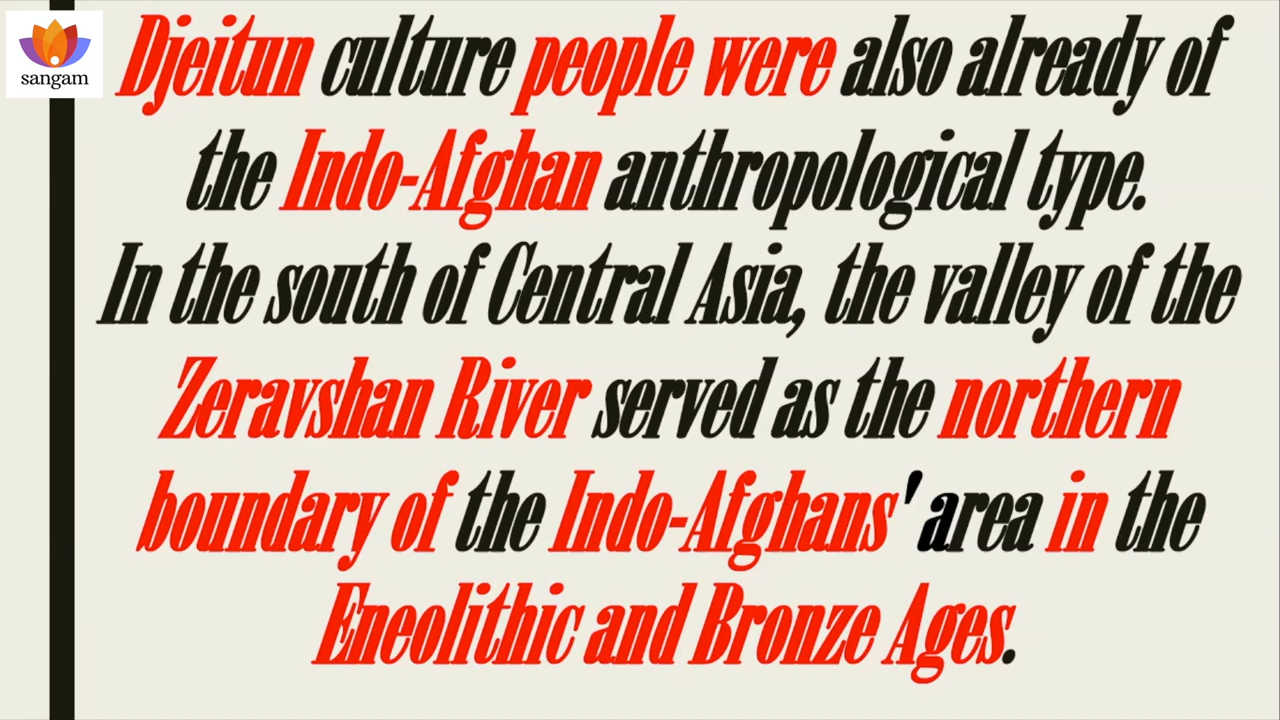 sangam
Djeitun culture people were also already of
the Indo-Afghan anthropological type.
In the south of Central Asia, the valley of the
Zeravshan River served as the northern
boundary of the Indo-Afghans' area in the
Eneolithic and Bronze Ages.